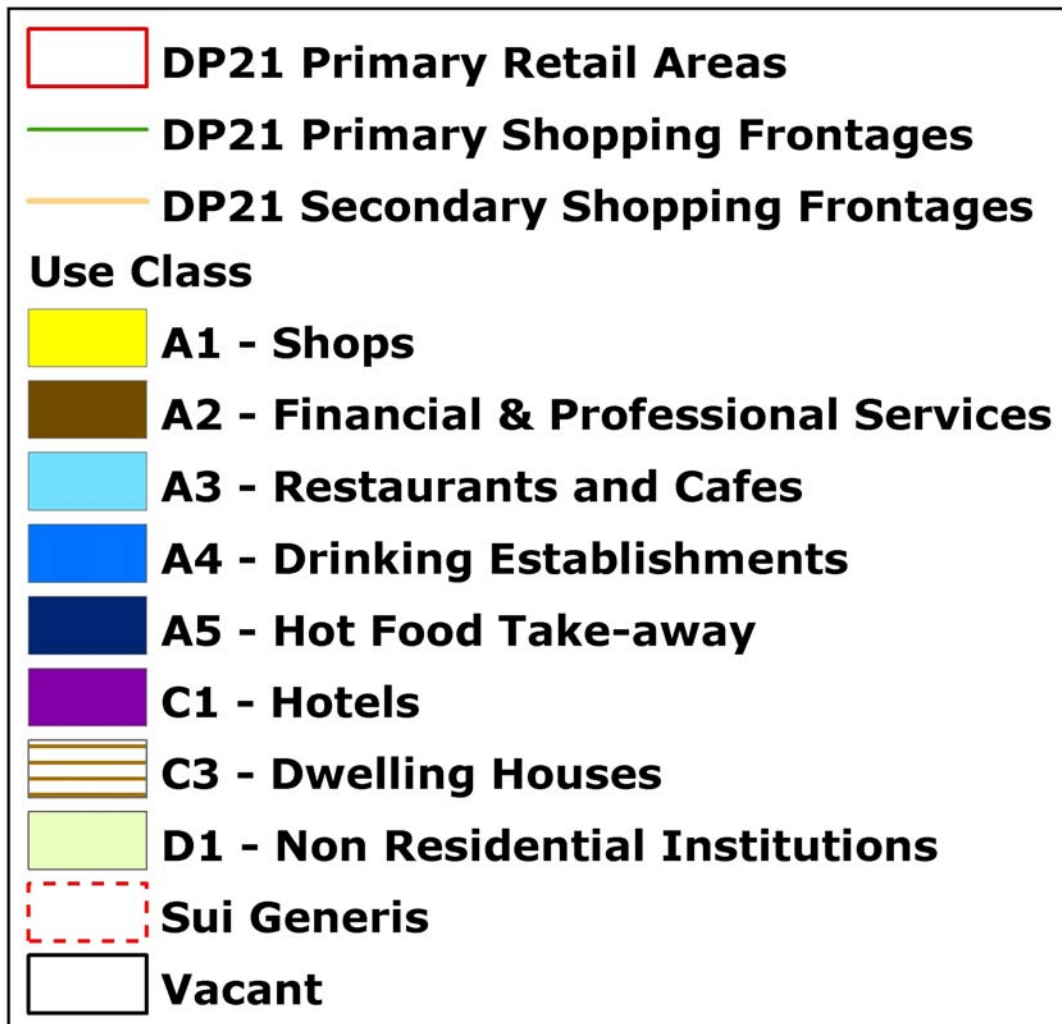 DP21 Primary Retail Areas
DP21 Primary Shopping Frontages
DP21 Secondary Shopping Frontages
Use Class
A1 - Shops
A2 - Financial & Professional Services
A3 - Restaurants and Cafes
A4 - Drinking Establishments
A5 - Hot Food Take-away
C1 - Hotels
C3 - Dwelling Houses
D1 - Non Residential Institutions
Sui Generis
Vacant